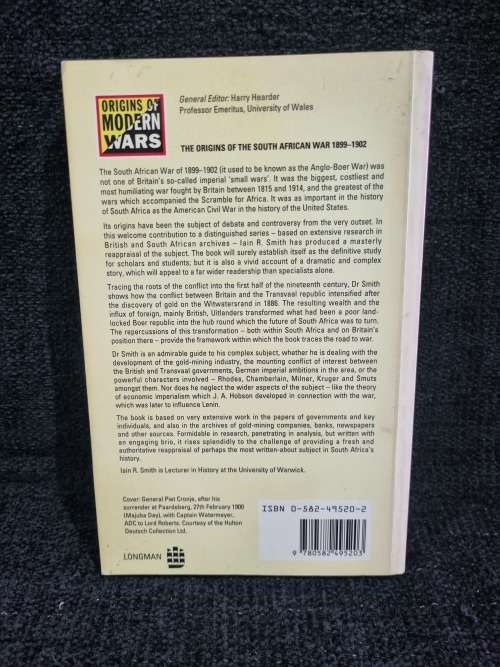 ORIGINS OF
MODERN
WARS
General Editor: Harry Hearder
Professor Emeritus, University of Wales
THE ORIGINS OF THE SOUTH AFRICAN WAR 1899–1902
The South African War of 1899–1902 (it used to be known as the Anglo-Boer War) was
not one of Britain's so-called imperial 'small wars'. It was the biggest, costliest and
most humiliating war fought by Britain between 1815 and 1914, and the greatest of the
wars which accompanied the Scramble for Africa. It was as important in the history
of South Africa as the American Civil War in the history of the United States.
Its origins have been the subject of debate and controversy from the very outset. In
this welcome contribution to a distinguished series – based on extensive research in
British and South African archives – Iain R. Smith has produced a masterly
reappraisal of the subject. The book will surely establish itself as the definitive study
for scholars and students; but it is also a vivid account of a dramatic and complex
story, which will appeal to a far wider readership than specialists alone.
Tracing the roots of the conflict into the first half of the nineteenth century, Dr Smith
shows how the conflict between Britain and the Transvaal republic intensified after
the discovery of gold on the Witwatersrand in 1886. The resulting wealth and the
influx of foreign, mainly British, Uitlanders transformed what had been a poor land-
locked Boer republic into the hub round which the future of South Africa was to turn.
The repercussions of this transformation – both within South Africa and on Britain's
position there – provide the framework within which the book traces the road to war.
Dr Smith is an admirable guide to his complex subject, whether he is dealing with the
development of the gold-mining industry, the mounting conflict of interest between
the British and Transvaal governments, German imperial ambitions in the area, or the
powerful characters involved – Rhodes, Chamberlain, Milner, Kruger and Smuts
amongst them. Nor does he neglect the wider aspects of the subject – like the theory
of economic imperialism which J. A. Hobson developed in connection with the war,
which was later to influence Lenin.
The book is based on very extensive work in the papers of governments and key
individuals, and also in the archives of gold-mining companies, banks, newspapers
and other sources. Formidable in research, penetrating in analysis, but written with
an engaging brio, it rises splendidly to the challenge of providing a fresh and
authoritative reappraisal of perhaps the most written-about subject in South Africa's
history.
Iain R. Smith is Lecturer in History at the University of Warwick.
Cover: General Piet Cronje, after his
surrender at Paardeberg, 27th February 1900
(Majuba Day), with Captain Watermeyer,
ADC to Lord Roberts. Courtesy of the Hulton
Deutsch Collection Ltd.
LONGMAN
ISBN 0-582-49520-2
9 780582 495203